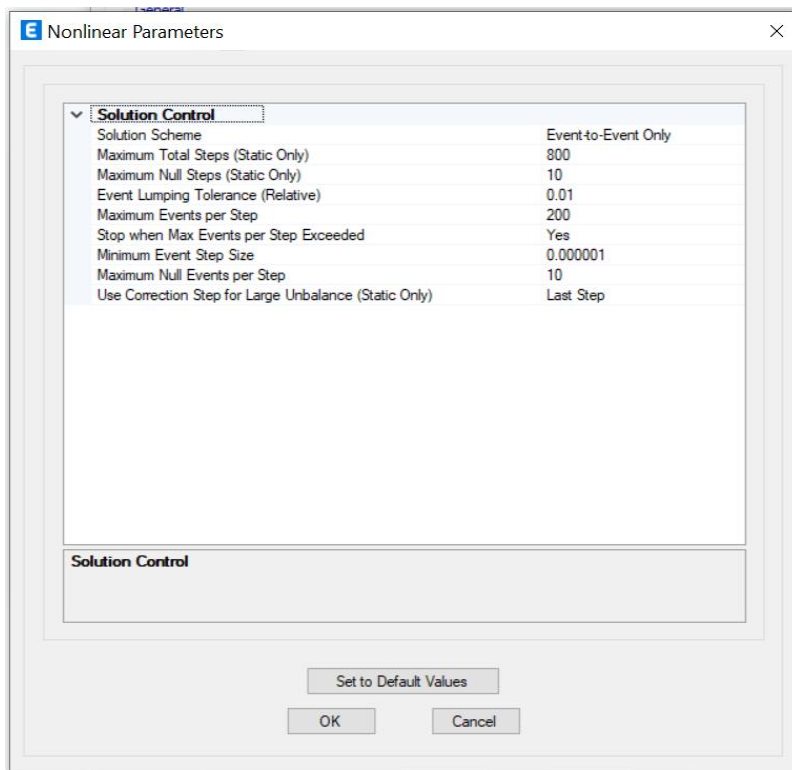 General
E Nonlinear Parameters
Solution Control
Solution Scheme Event-to-Event Only
Maximum Total Steps (Static Only) 800
Maximum Null Steps (Static Only) 10
Event Lumping Tolerance (Relative) 0.01
Maximum Events per Step 200
Stop when Max Events per Step Exceeded Yes
Minimum Event Step Size 0.000001
Maximum Null Events per Step 10
Use Correction Step for Large Unbalance (Static Only) Last Step
Solution Control
Set to Default Values
OK Cancel